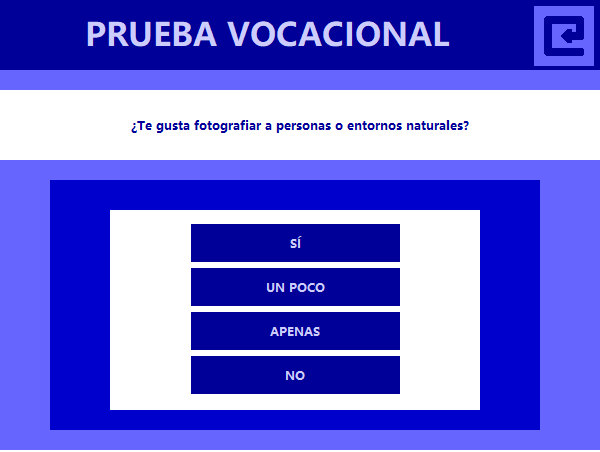 PRUEBA VOCACIONAL
¿Te gusta fotografiar a personas o entornos naturales?
SÍ
UN POCO
APENAS
NO